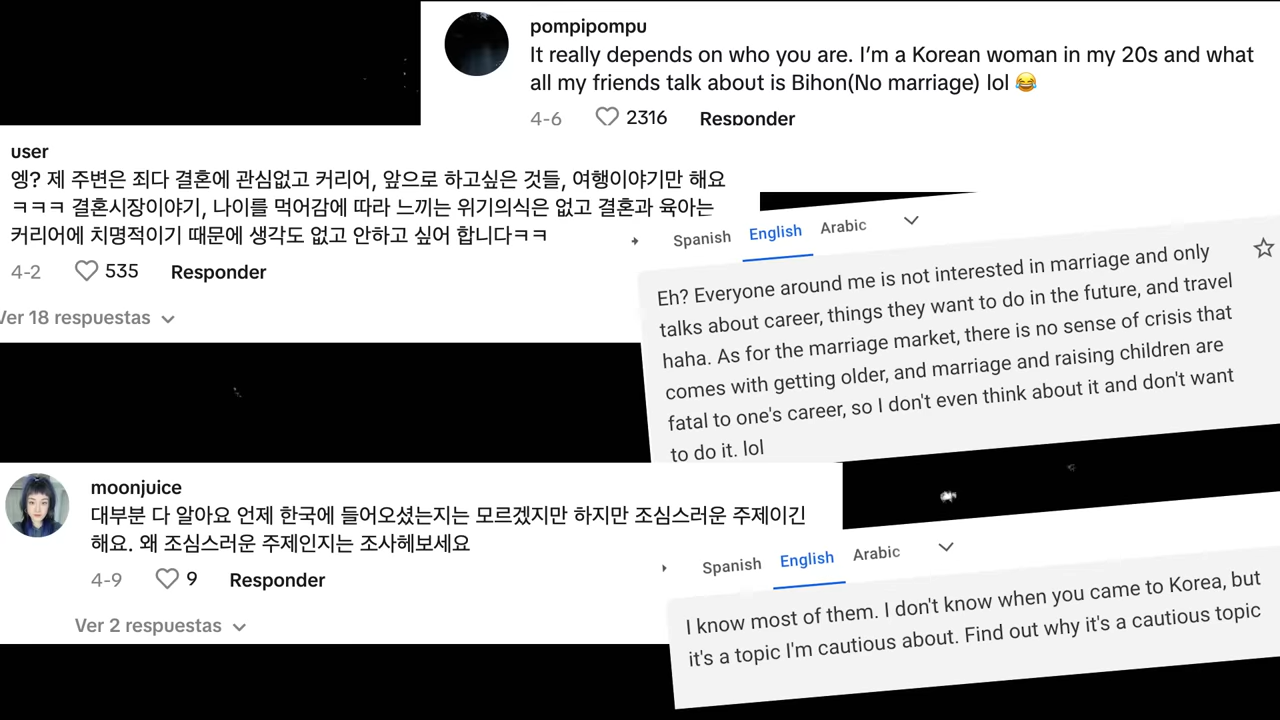 pompipompu
It really depends on who you are. I’m a Korean woman in my 20s and what
all my friends talk about is Bihon(No marriage) lol 😂
4-6 2316 Responder
user
엥? 제 주변은 죄다 결혼에 관심없고 커리어, 앞으로 하고싶은 것들, 여행이야기만 해요
ㅋㅋㅋ 결혼시장이야기, 나이를 먹어감에 따라 느끼는 위기의식은 없고 결혼과 육아는
커리어에 치명적이기 때문에 생각도 없고 안하고 싶어 합니다ㅋㅋ
4-2 535 Responder
Ver 18 respuestas
Spanish English Arabic
Eh? Everyone around me is not interested in marriage and only
talks about career, things they want to do in the future, and travel
haha. As for the marriage market, there is no sense of crisis that
comes with getting older, and marriage and raising children are
fatal to one's career, so I don't even think about it and don't want
to do it. lol
moonjuice
대부분 다 알아요 언제 한국에 들어오셨는지는 모르겠지만 하지만 조심스러운 주제이긴
해요. 왜 조심스러운 주제인지는 조사헤보세요
4-9 9 Responder
Ver 2 respuestas
Spanish English Arabic
I know most of them. I don't know when you came to Korea, but
it's a topic I'm cautious about. Find out why it's a cautious topic